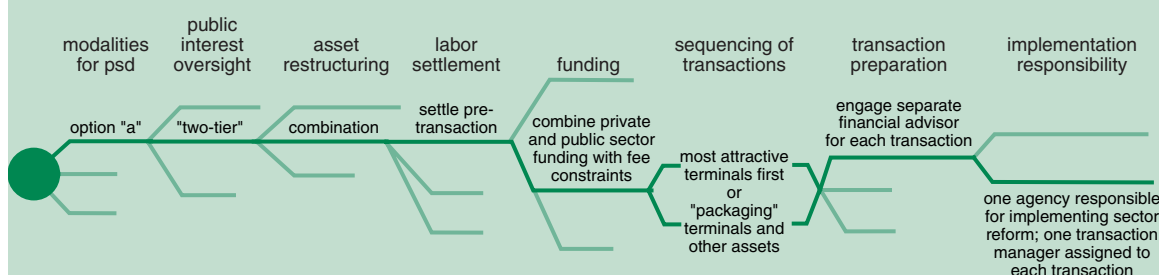 modalities
for psd
public
interest
oversight
asset
restructuring
labor
settlement
funding
sequencing of
transactions
transaction
preparation
implementation
responsibility
option "a"
"two-tier"
combination
settle pre-
transaction
combine private
and public sector
funding with fee
constraints
most attractive
terminals first
or
"packaging"
terminals and
other assets
engage separate
financial advisor
for each transaction
one agency responsible
for implementing sector
reform; one transaction
manager assigned to
each transaction